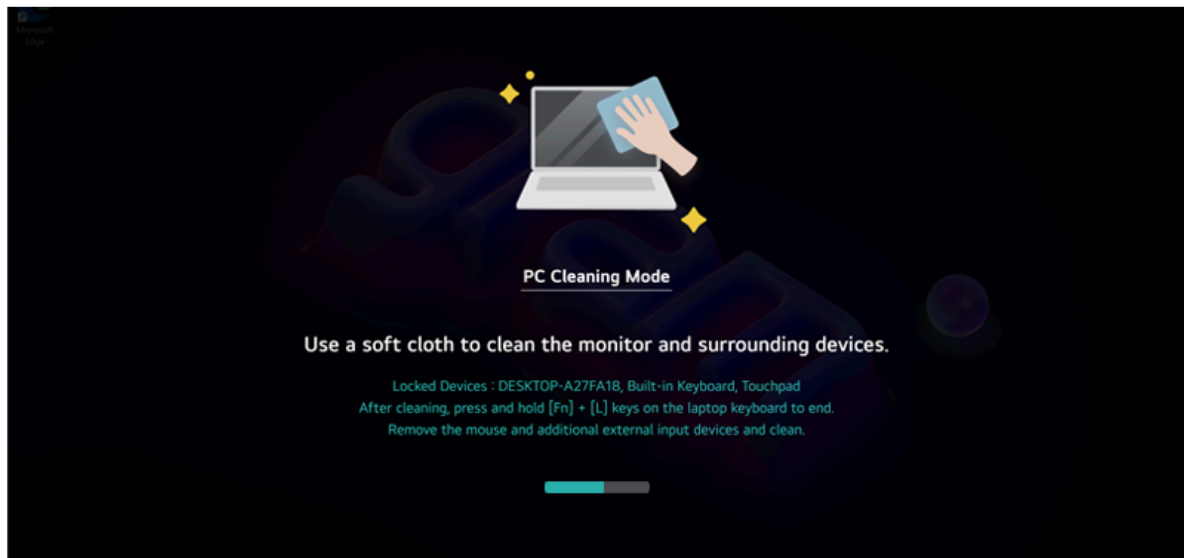 Microsoft
Edge
PC Cleaning Mode
Use a soft cloth to clean the monitor and surrounding devices.
Locked Devices : DESKTOP-A27FA18, Built-in Keyboard, Touchpad
After cleaning, press and hold [Fn] + [L] keys on the laptop keyboard to end.
Remove the mouse and additional external input devices and clean.